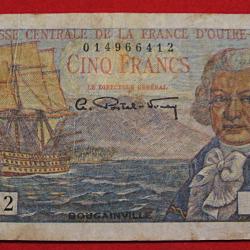 SSE CENTRALE DE LA FRANCE D'OUTRE
014966412
CINQ FRANCS
LE DIRECTEUR GÉNÉRAL
2
BOUGAINVILLE